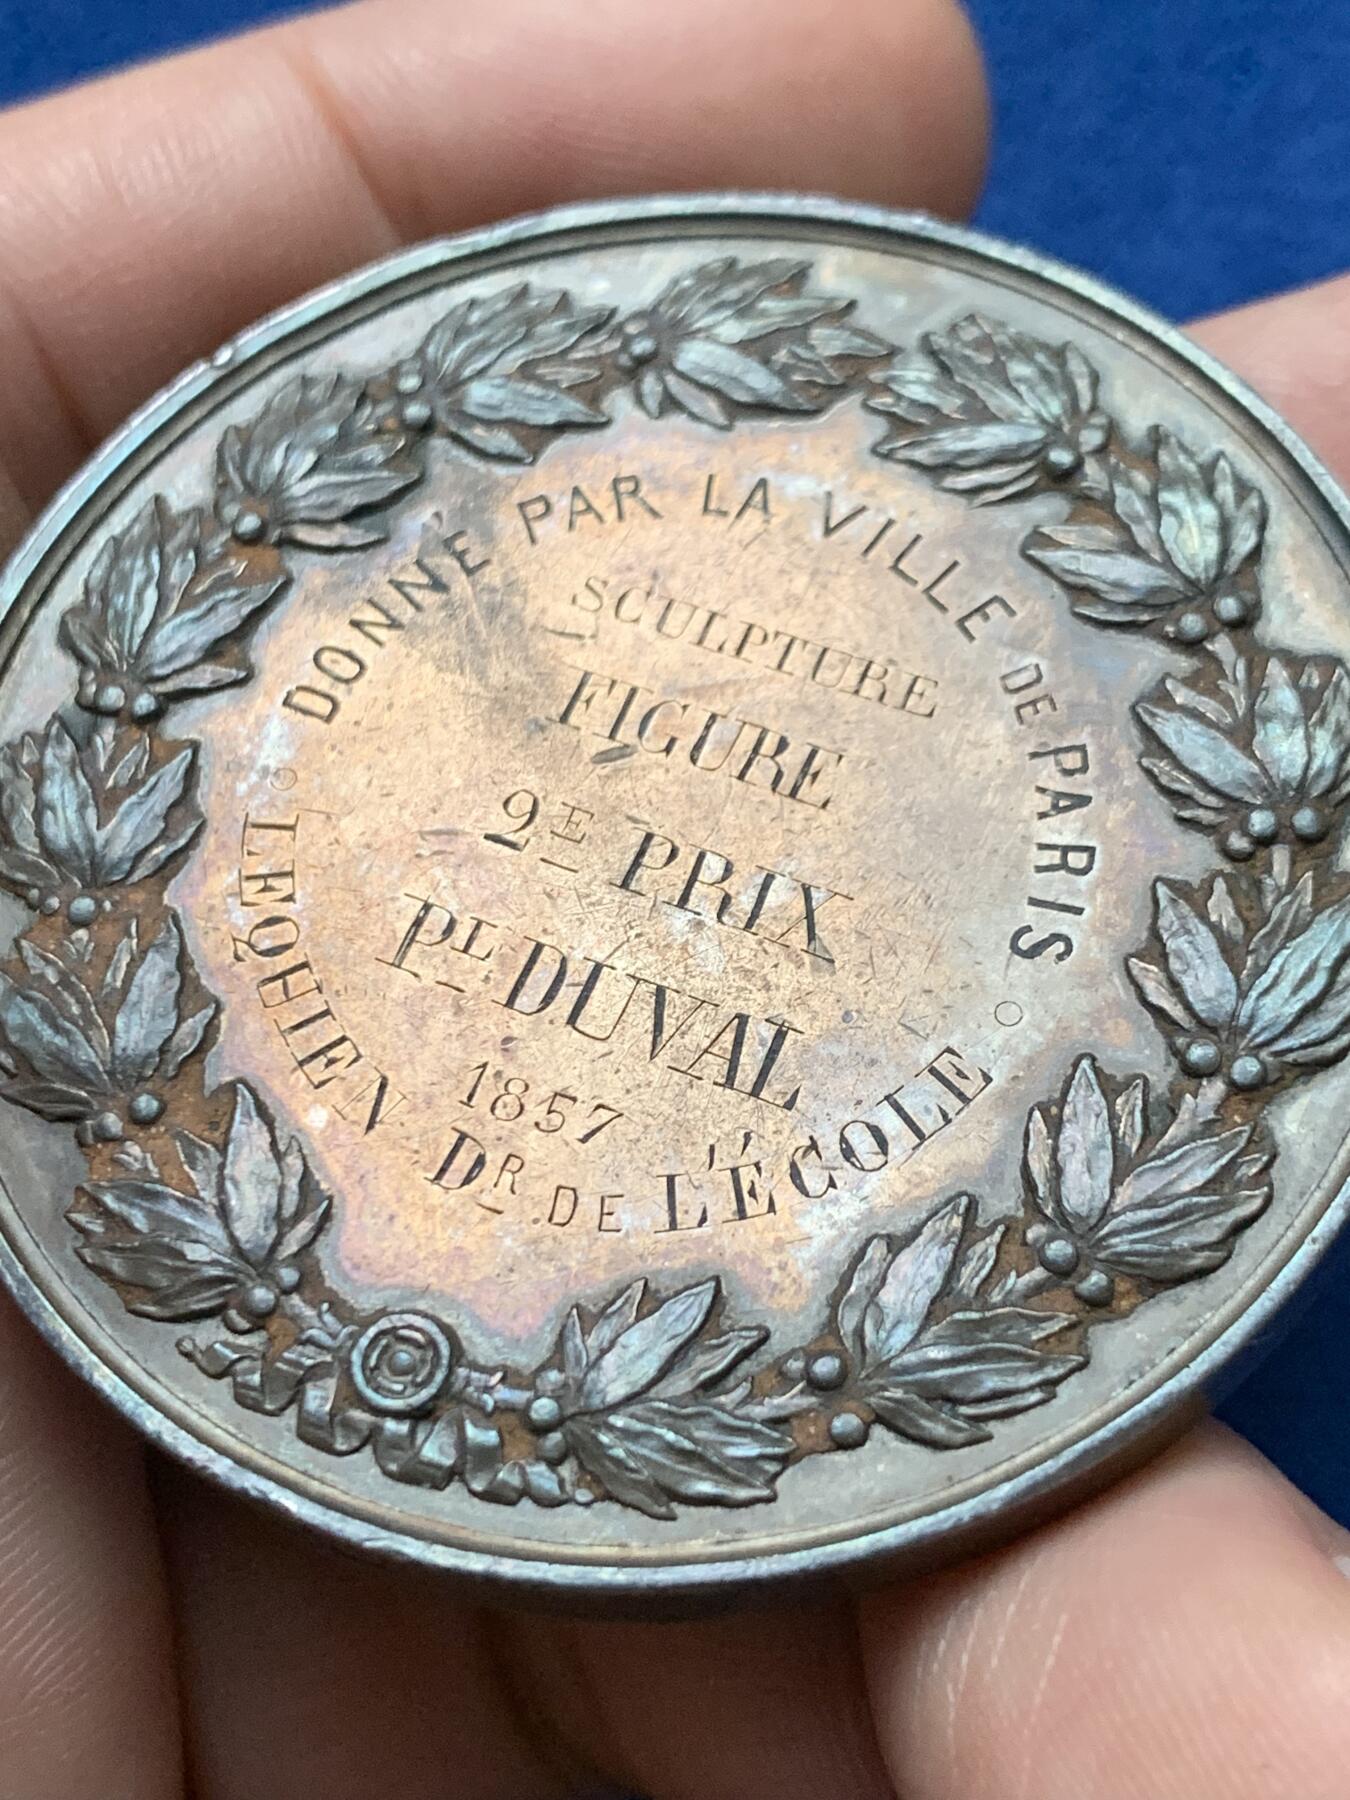 DONNÉ PAR LA VILLE DE PARIS
SCULPTURE
FIGURE
2E PRIX
PL DUVAL
1857
LEQUIEN DR DE L'ÉCOLE